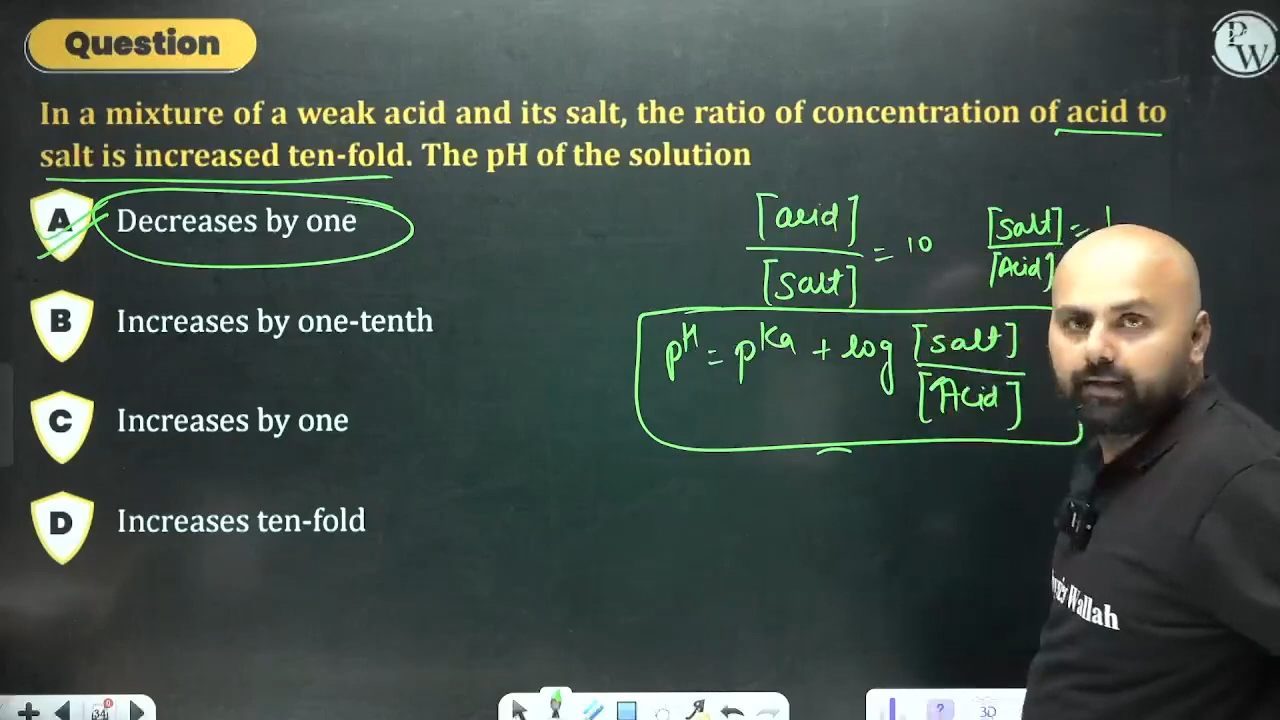 Question
PW
In a mixture of a weak acid and its salt, the ratio of concentration of acid to
salt is increased ten-fold. The pH of the solution
A Decreases by one
B Increases by one-tenth
C Increases by one
D Increases ten-fold
[acid]
[Salt] = 10
[Salt] =
[Acid]
pH = pKa + log [Salt]
[Acid]
Wallah
3D